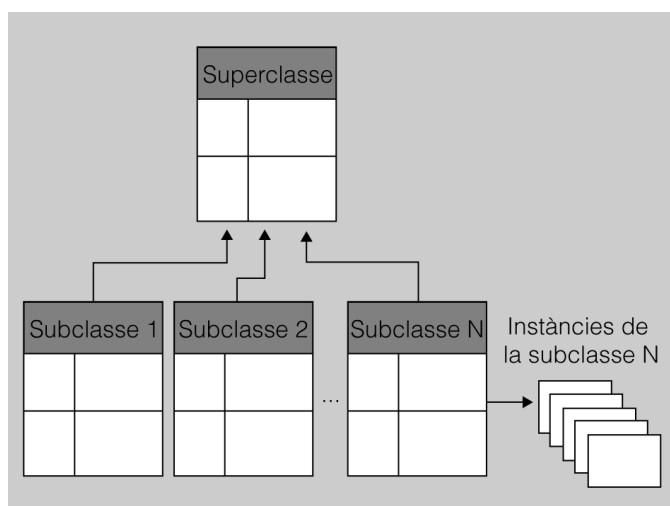 Superclasse
Subclasse 1
Subclasse 2
...
Subclasse N
Instàncies de
la subclasse N